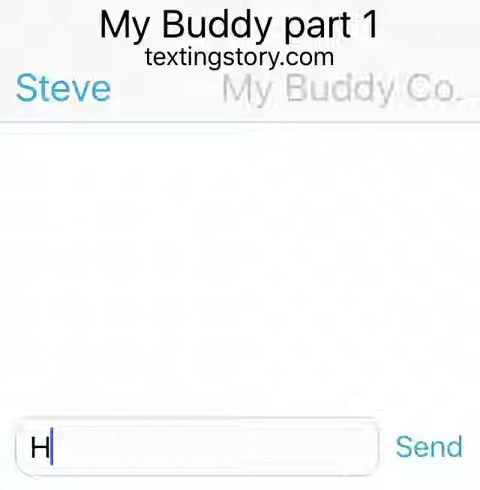 My Buddy part 1
textingstory.com
Steve My Buddy Co.
H
Send